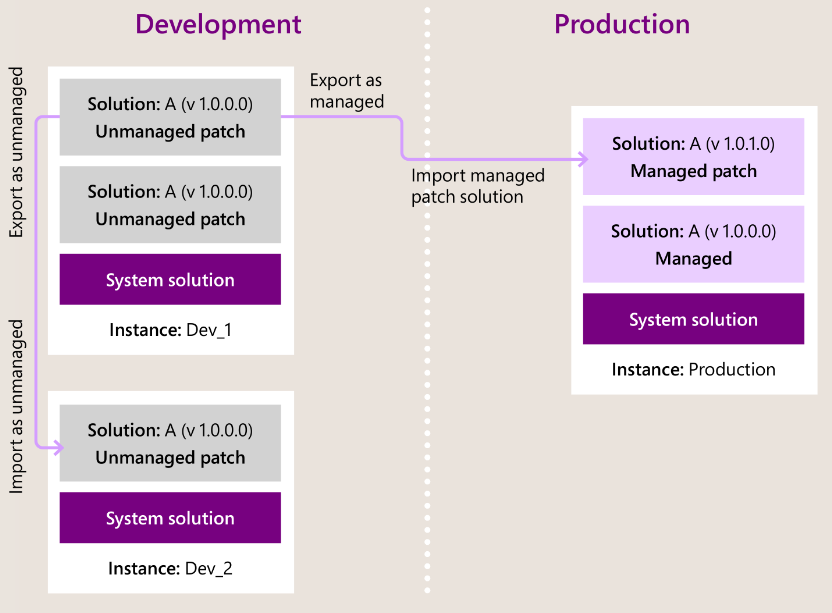 Development
Production
Export as unmanaged
Import as unmanaged
Solution: A (v 1.0.0.0)
Unmanaged patch
Solution: A (v 1.0.0.0)
Unmanaged patch
System solution
Instance: Dev_1
Export as
managed
Import managed
patch solution
Solution: A (v 1.0.1.0)
Managed patch
Solution: A (v 1.0.0.0)
Managed
System solution
Instance: Production
Solution: A (v 1.0.0.0)
Unmanaged patch
System solution
Instance: Dev_2